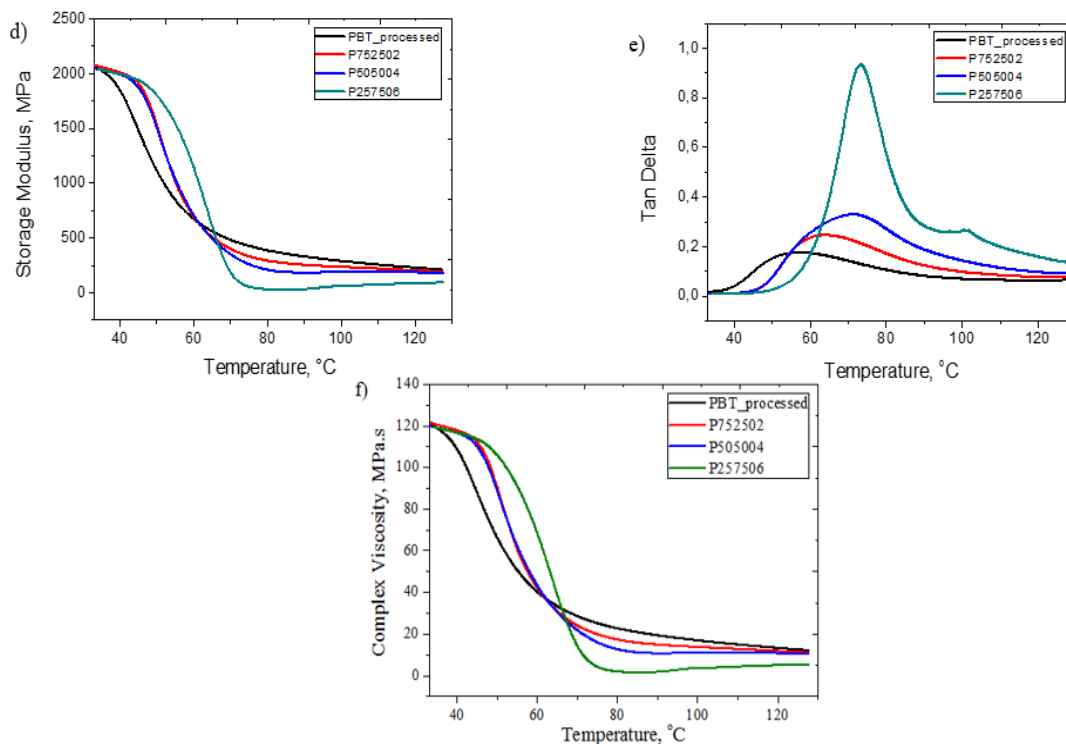 d)
2500
2000
1500
1000
500
0
Storage Modulus, MPa
PBT_processed
P752502
P505004
P257506
40 60 80 100 120
Temperature, °C
e)
1,0
0,8
0,6
0,4
0,2
0,0
Tan Delta
PBT_processed
P752502
P505004
P257506
40 60 80 100 120
Temperature, °C
f)
140
120
100
80
60
40
20
0
Complex Viscosity, MPa.s
PBT_processed
P752502
P505004
P257506
40 60 80 100 120
Temperature, °C